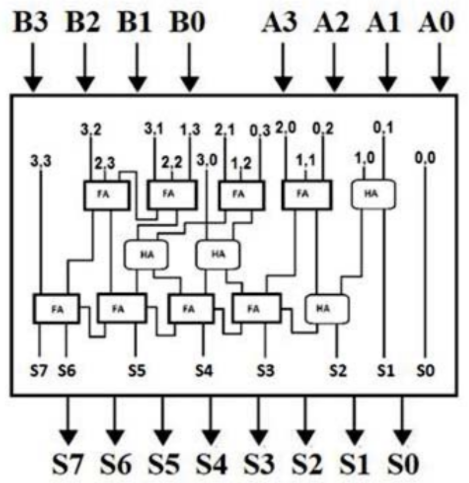 B3 B2 B1 B0 A3 A2 A1 A0
3,2 3,1 1,3 2,1 0,3 2,0 0,2 0,1
3,3 2,3 2,2 3,0 1,2 1,1 1,0 0,0
FA FA FA FA HA
HA HA
FA FA FA FA HA
S7 S6 S5 S4 S3 S2 S1 S0
S7 S6 S5 S4 S3 S2 S1 S0